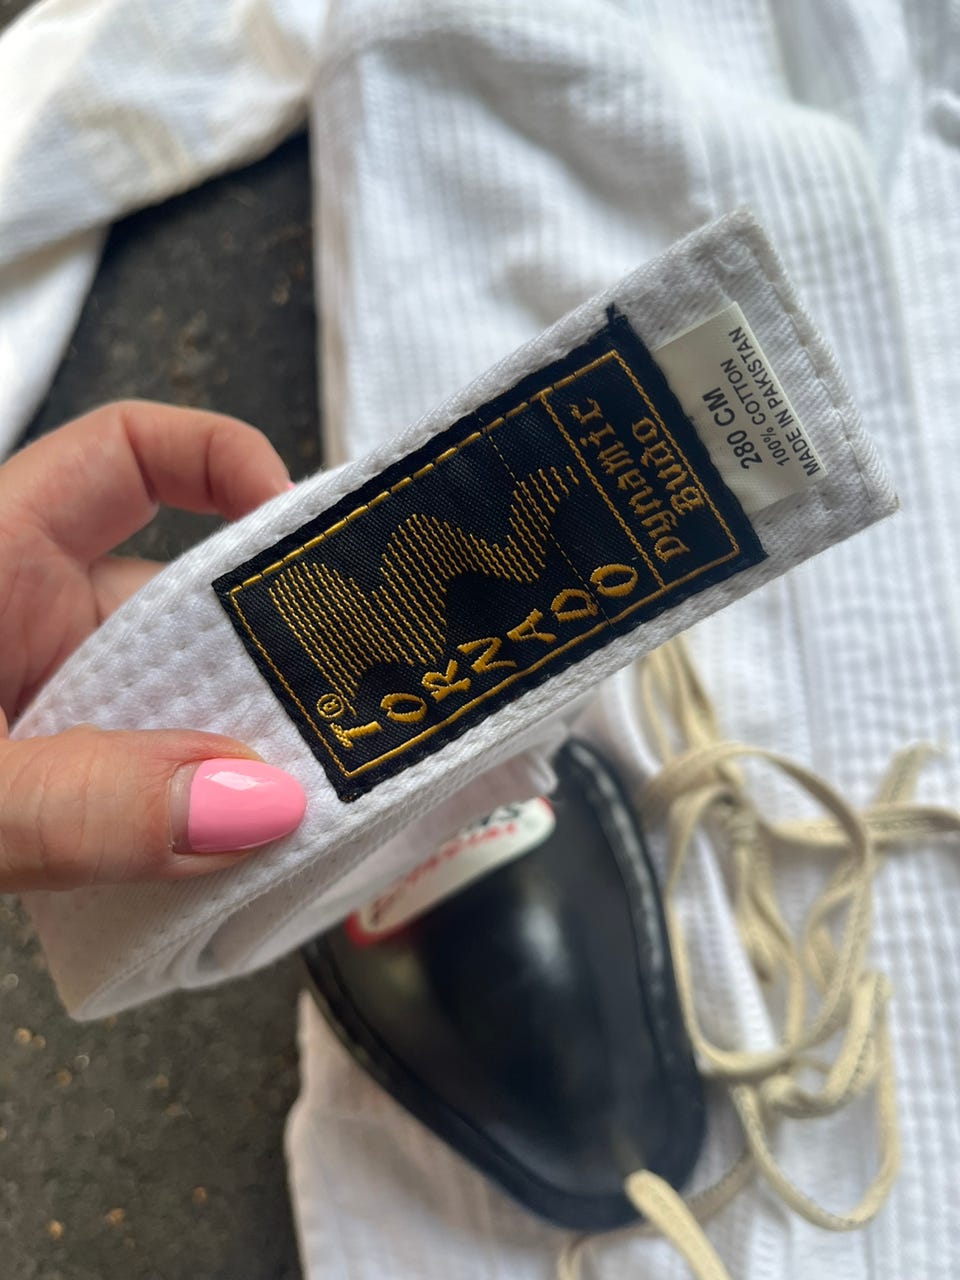 ®
TORNADO
Dynamic
Budo
280 CM
100% COTTON
MADE IN PAKISTAN